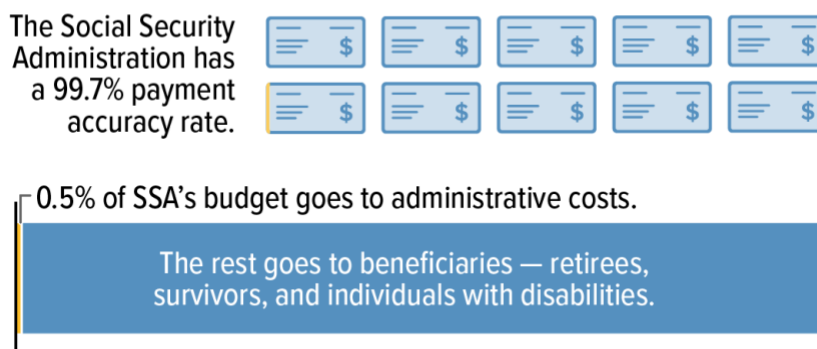 The Social Security
Administration has
a 99.7% payment
accuracy rate.
$ $ $ $ $
$ $ $ $ $
0.5% of SSA’s budget goes to administrative costs.
The rest goes to beneficiaries — retirees,
survivors, and individuals with disabilities.